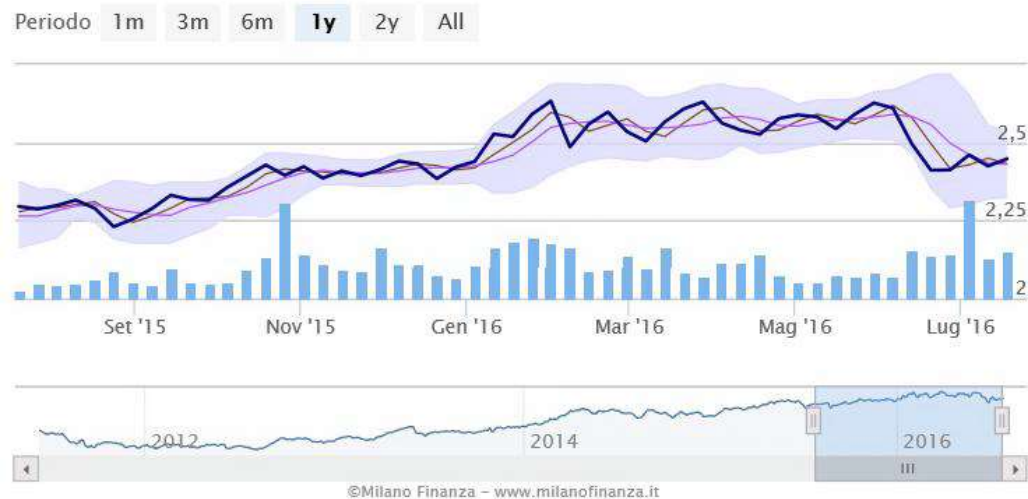 Periodo 1m 3m 6m 1y 2y All
2,5
2,25
2
Set '15 Nov '15 Gen '16 Mar '16 Mag '16 Lug '16
2012 2014 2016
©Milano Finanza - www.milanofinanza.it